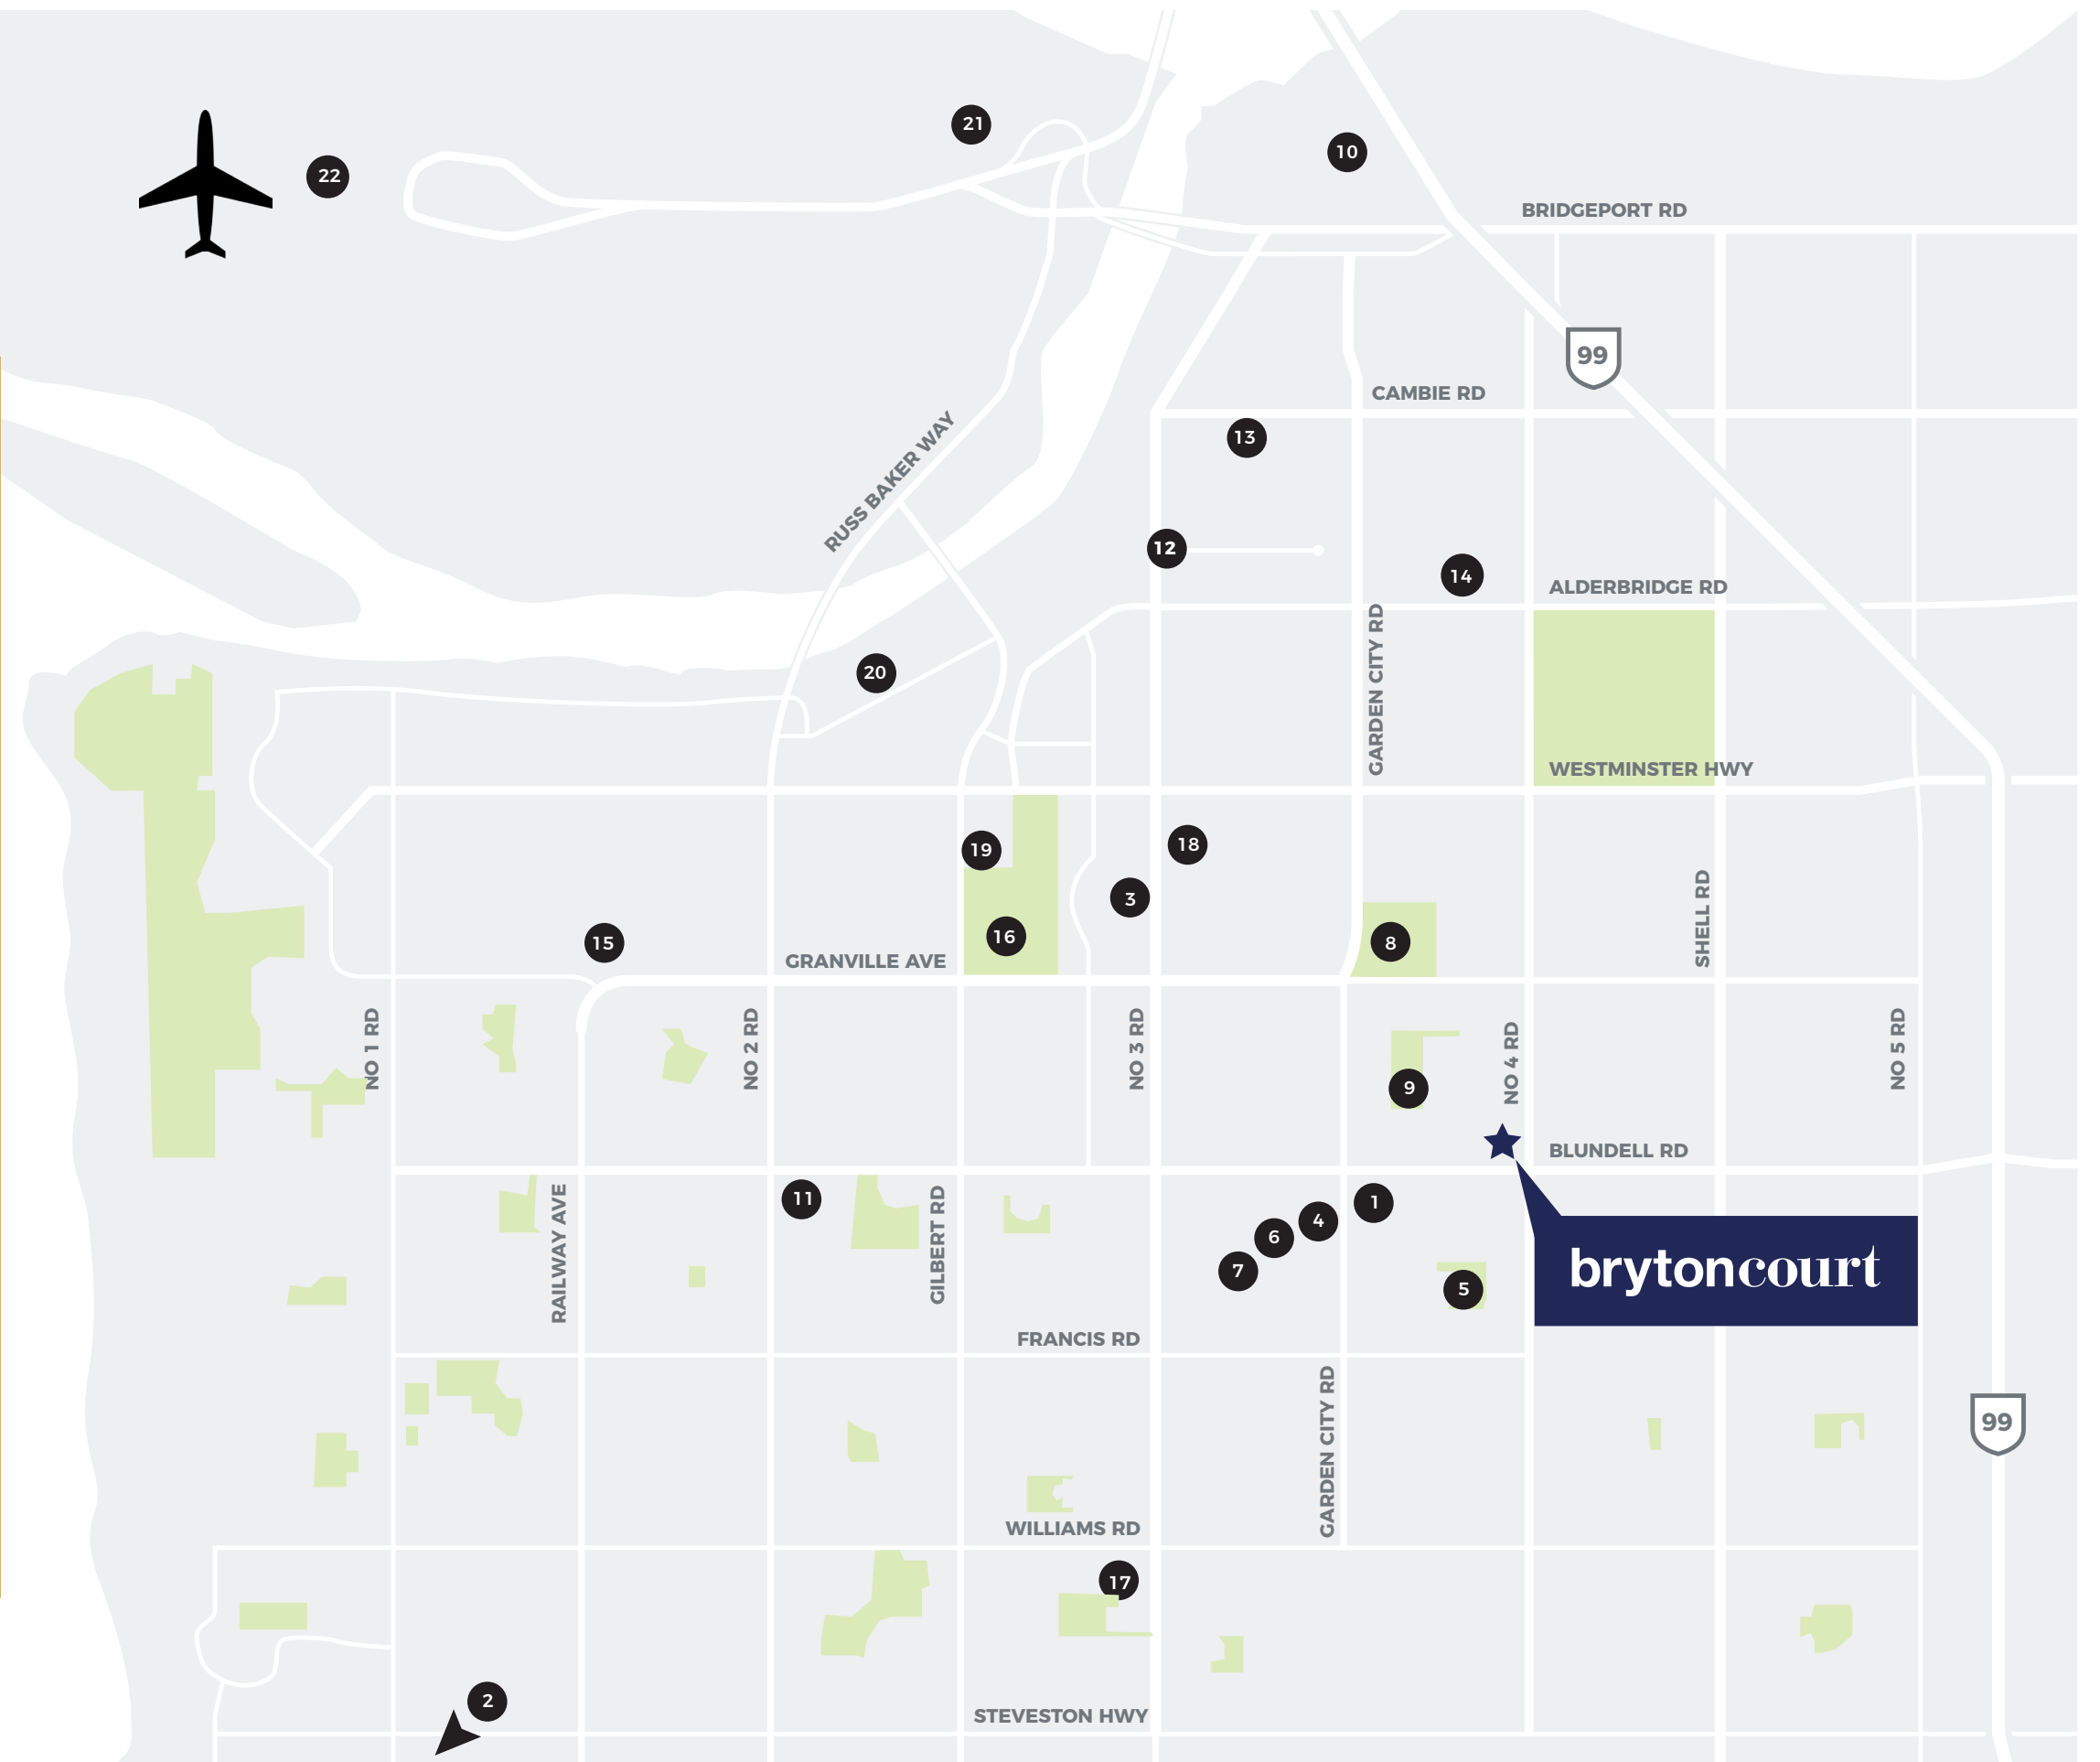 21
10
22
BRIDGEPORT RD
99
CAMBIE RD
13
RUSS BAKER WAY
12
14
ALDERBRIDGE RD
GARDEN CITY RD
20
WESTMINSTER HWY
19
18
3
SHELL RD
15
16
8
GRANVILLE AVE
NO 1 RD
NO 2 RD
NO 3 RD
NO 4 RD
NO 5 RD
9
BLUNDELL RD
11
1
4
6
7
5
RAILWAY AVE
GILBERT RD
brytoncourt
FRANCIS RD
GARDEN CITY RD
99
WILLIAMS RD
17
2
STEVESTON HWY